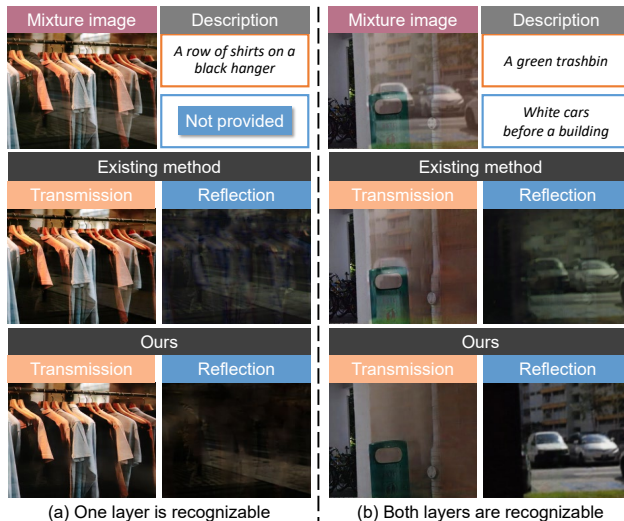 Mixture image
Description
A row of shirts on a
black hanger
Not provided
Existing method
Transmission
Reflection
Ours
Transmission
Reflection
(a) One layer is recognizable
Mixture image
Description
A green trashbin
White cars
before a building
Existing method
Transmission
Reflection
Ours
Transmission
Reflection
(b) Both layers are recognizable